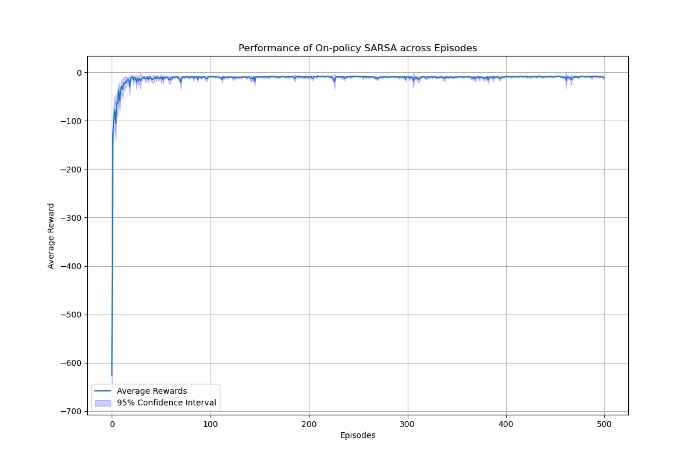 Performance of On-policy SARSA across Episodes
0
−100
−200
−300
−400
−500
−600
−700
Average Reward
Average Rewards
95% Confidence Interval
0
100
200
300
400
500
Episodes